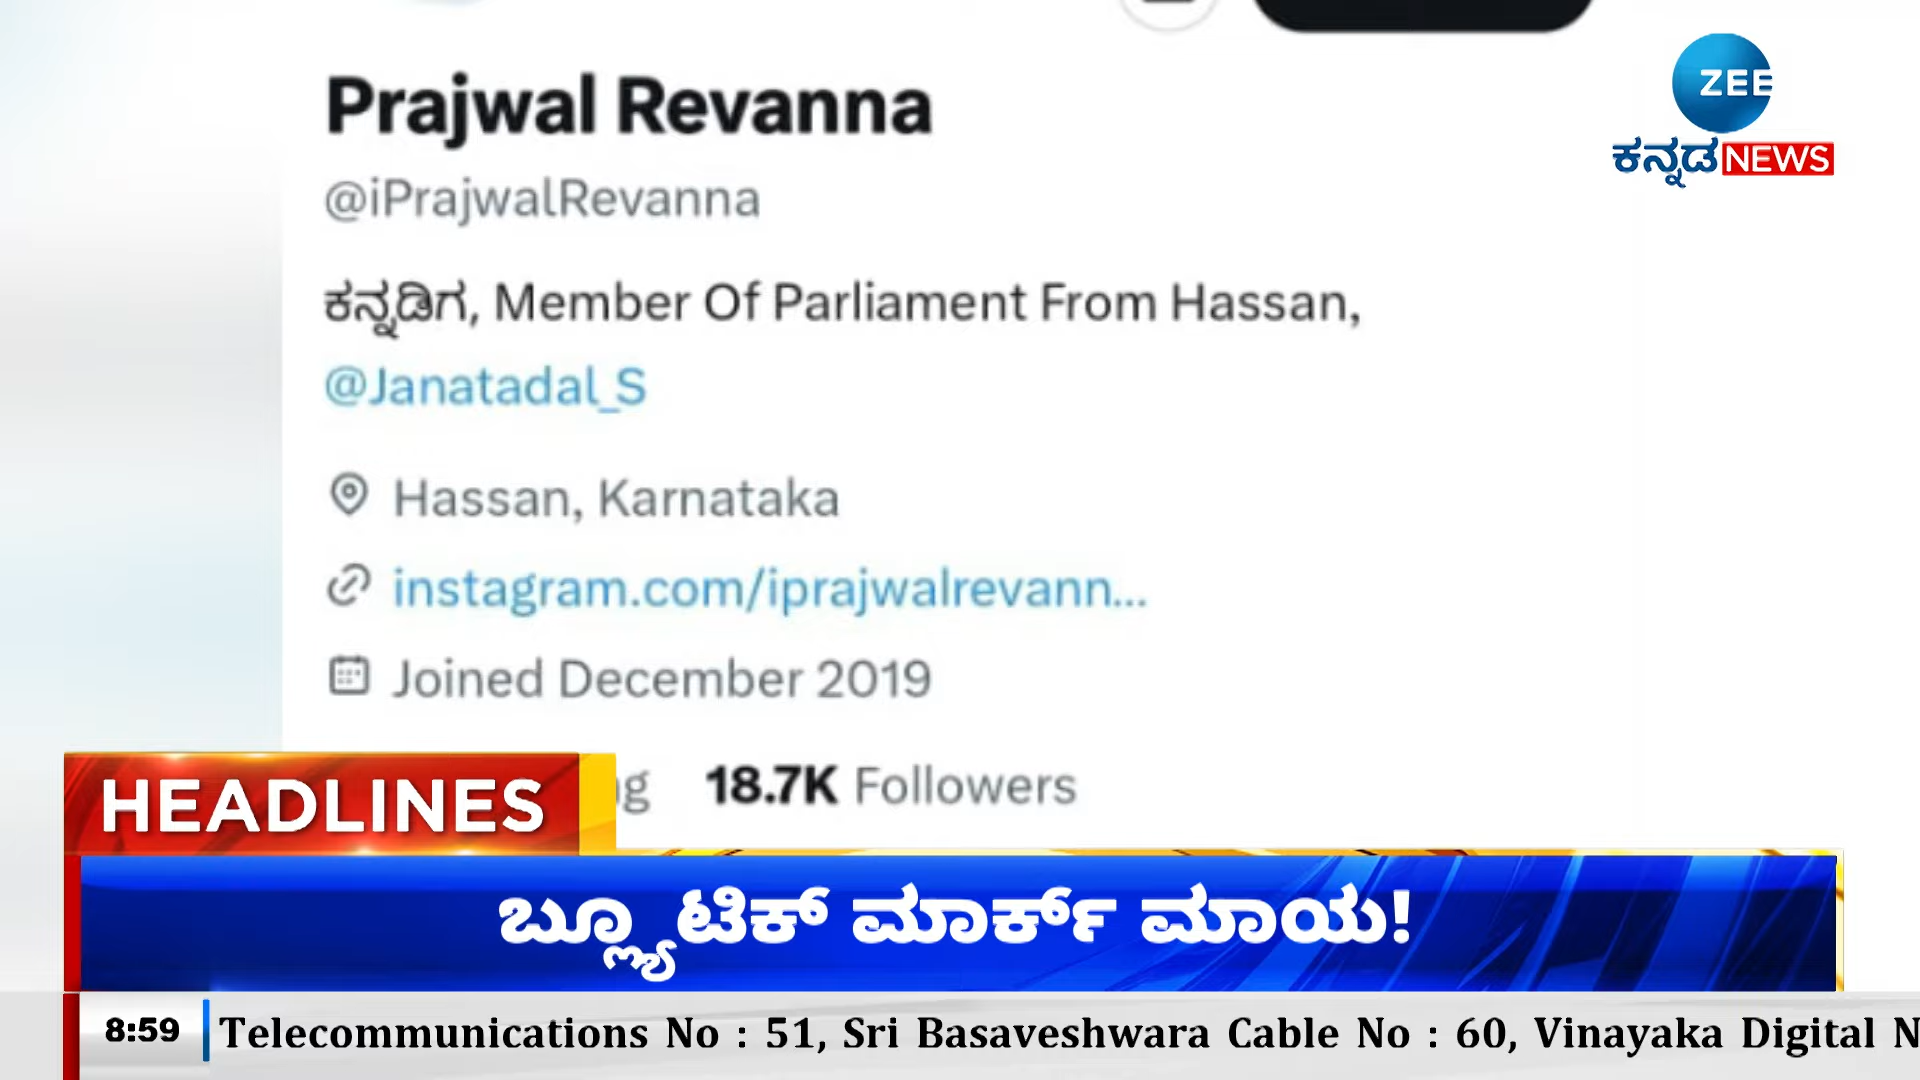 Prajwal Revanna
@iPrajwalRevanna
ಕನ್ನಡಿಗ, Member Of Parliament From Hassan,
@Janatadal_S
Hassan, Karnataka
instagram.com/iprajwalrevann...
Joined December 2019
18.7K Followers
ZEE
ಕನ್ನಡ NEWS
HEADLINES
ಬ್ಲ್ಯೂಟಿಕ್ ಮಾರ್ಕ್ ಮಾಯ!
8:59 Telecommunications No : 51, Sri Basaveshwara Cable No : 60, Vinayaka Digital N